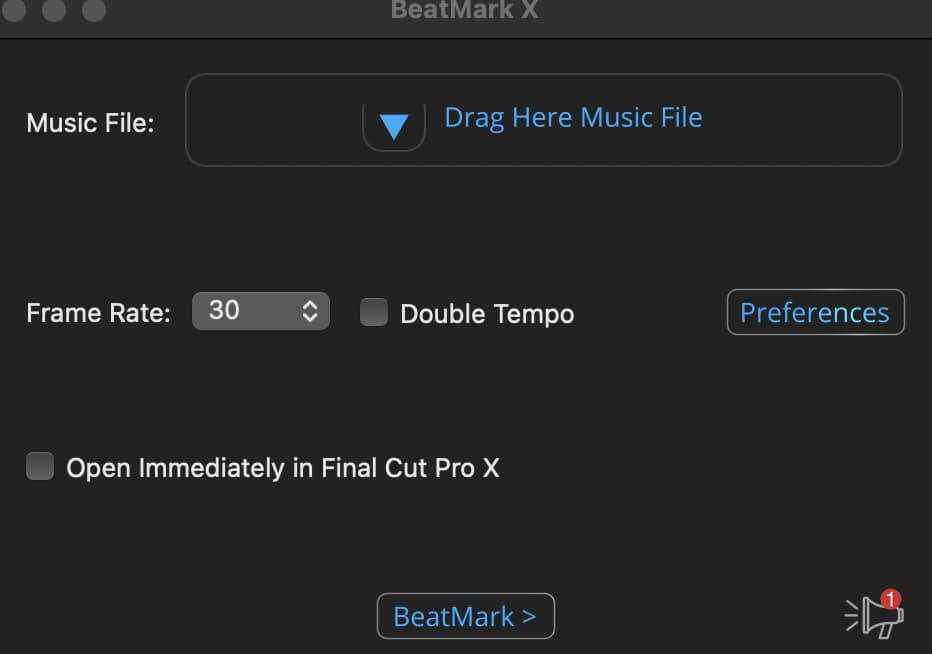 BeatMark X
Music File:
Drag Here Music File
Frame Rate:
30
Double Tempo
Preferences
Open Immediately in Final Cut Pro X
BeatMark >
1